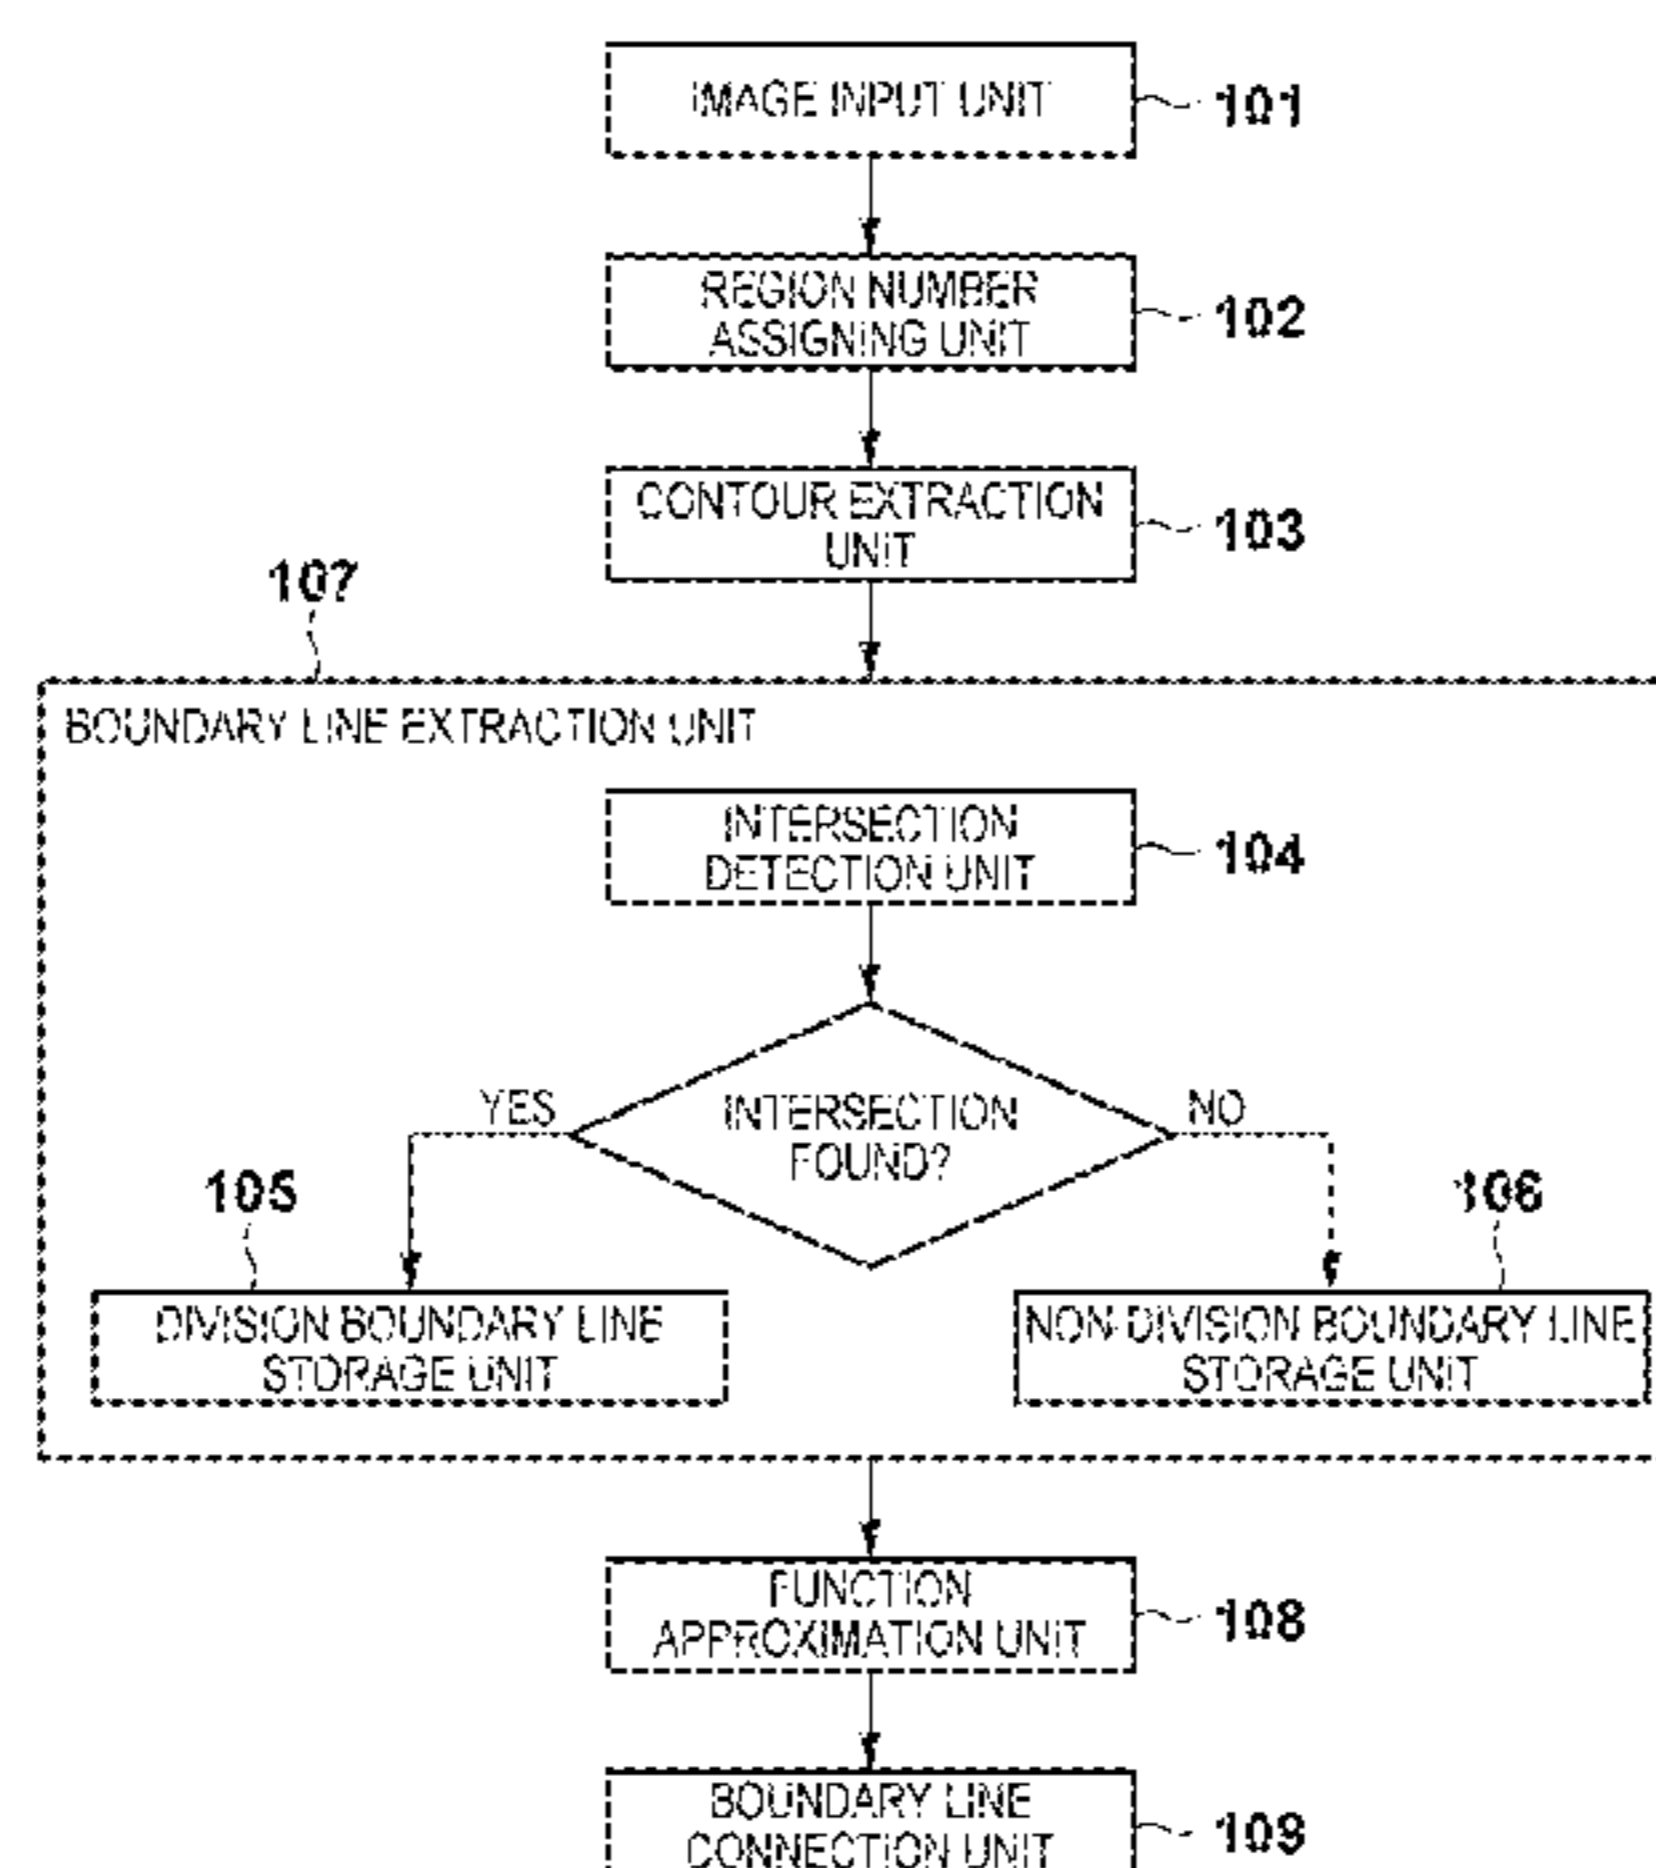 IMAGE INPUT UNIT
101
REGION NUMBER
ASSIGNING UNIT
102
CONTOUR EXTRACTION
UNIT
103
107
BOUNDARY LINE EXTRACTION UNIT
INTERSECTION
DETECTION UNIT
104
INTERSECTION
FOUND?
YES
NO
105
DIVISION BOUNDARY LINE
STORAGE UNIT
106
NON-DIVISION BOUNDARY LINE
STORAGE UNIT
FUNCTION
APPROXIMATION UNIT
108
BOUNDARY LINE
CONNECTION UNIT
109